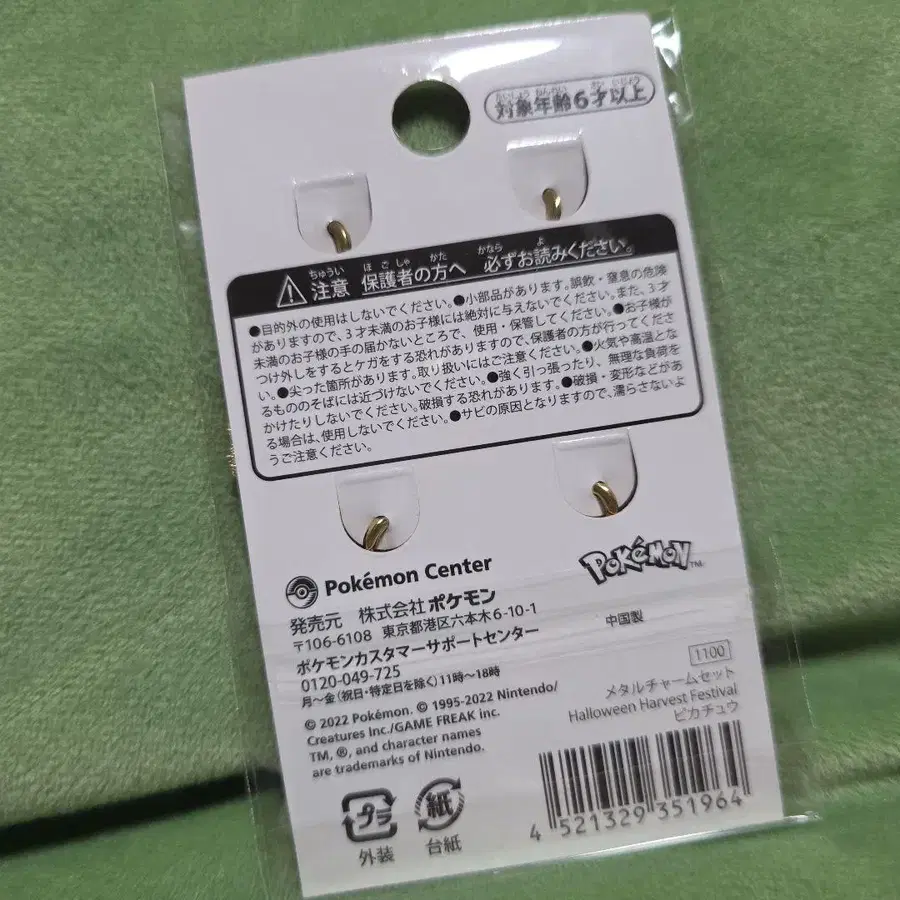 対象年齢6才以上
注意 保護者の方へ 必ずお読みください。
●目的外の使用はしないでください。●小部品があります。誤飲・窒息の危険
がありますので、3才未満のお子様には絶対に与えないでください。また、3才
未満のお子様の手の届かないところで、使用・保管してください。●お子様が
つけ外しをするとケガをする恐れがありますので、保護者の方が行ってくださ
い。●尖った箇所があります。取り扱いにはご注意ください。●火気や高温とな
るもののそばには近づけないでください。●強く引っ張ったり、無理な負荷を
かけたりしないでください。破損する恐れがあります。●破損・変形などがあ
る場合は、使用しないでください。●サビの原因となりますので、濡らさないよ
うご注意ください。
Pokémon Center
POKéMON™
発売元 株式会社ポケモン
〒106-6108 東京都港区六本木6-10-1
ポケモンカスタマーサポートセンター
0120-049-725
月～金(祝日・特定日を除く)11時～18時
中国製
© 2022 Pokémon. © 1995-2022 Nintendo/
Creatures Inc./GAME FREAK inc.
TM, ®, and character names
are trademarks of Nintendo.
1100
メタルチャームセット
Halloween Harvest Festival
ピカチュウ
プラ
外装
紙
台紙
4 521329 351964